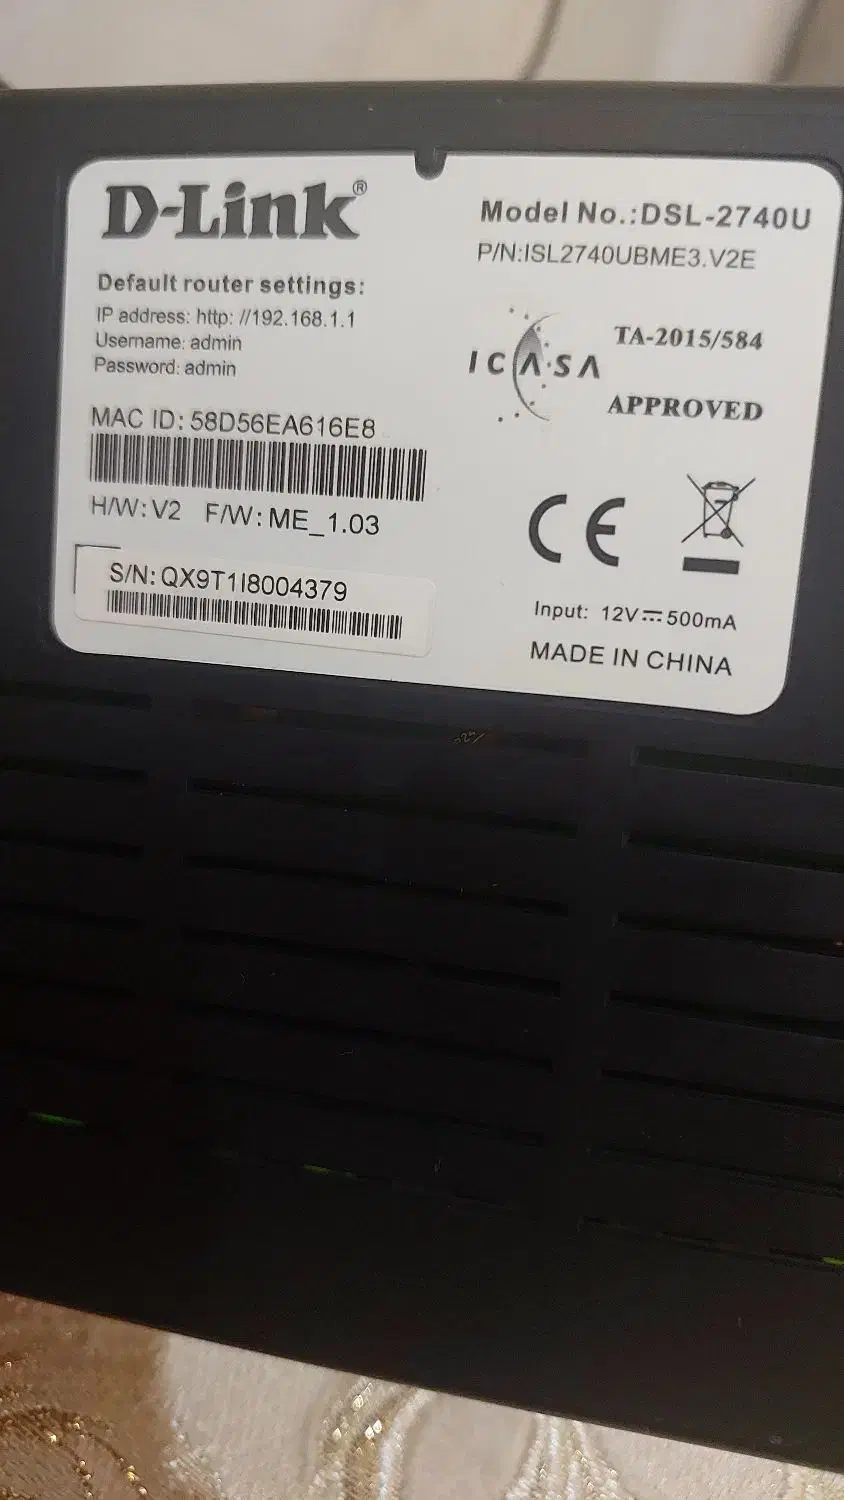 D-Link®
Default router settings:
IP address: http: //192.168.1.1
Username: admin
Password: admin
MAC ID: 58D56EA616E8
H/W: V2 F/W: ME_1.03
S/N: QX9T1I8004379
Model No.:DSL-2740U
P/N:ISL2740UBME3.V2E
ICASA
TA-2015/584
APPROVED
CE
Input: 12V⎓500mA
MADE IN CHINA